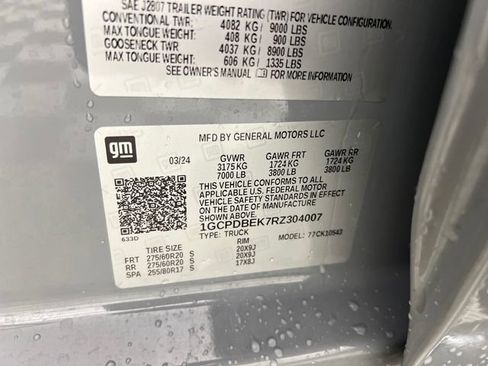 SAE J2807 TRAILER WEIGHT RATING (TWR) FOR VEHICLE CONFIGURATION.
CONVENTIONAL TWR: 4082 KG / 9000 LBS
MAX TONGUE WEIGHT: 408 KG / 900 LBS
GOOSENECK TWR 4037 KG / 8900 LBS
MAX TONGUE WEIGHT: 606 KG / 1335 LBS
SEE OWNER'S MANUAL FOR MORE INFORMATION
gm
MFD BY GENERAL MOTORS LLC
03/24 GVWR GAWR FRT GAWR RR
3175 KG 1724 KG 1724 KG
7000 LB 3800 LB 3800 LB
THIS VEHICLE CONFORMS TO ALL
APPLICABLE U.S. FEDERAL MOTOR
VEHICLE
IN EFFECT ON THE DATE OF MANUFACTURE
SHOWN ABOVE.
1GCPDBEK7RZ304007
TYPE: TRUCK MODEL: 77CK10543
633D
TIRE SIZE RIM
FRT 275/60R20 S 20X9J
RR 275/60R20 S 20X9J
SPA 255/80R17 S 17X8J